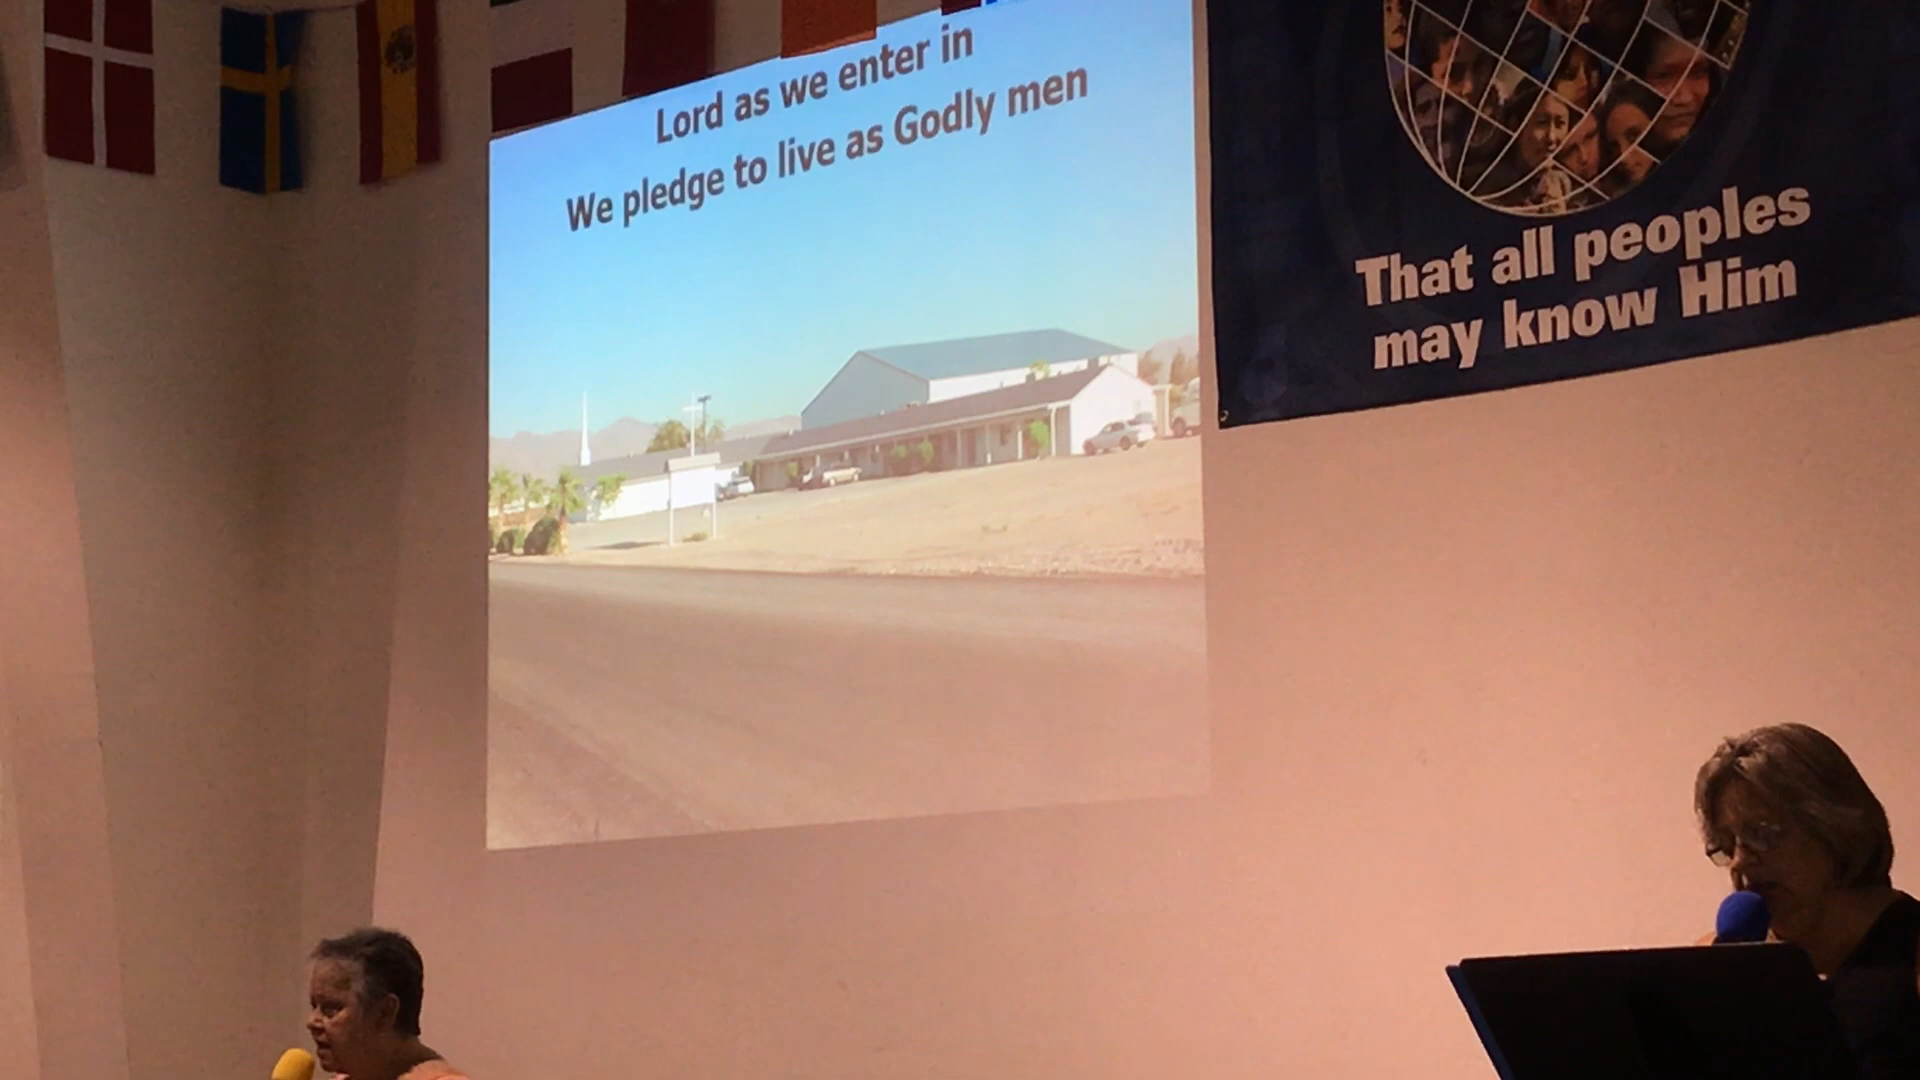 Lord as we enter in
We pledge to live as Godly men
That all peoples
may know Him